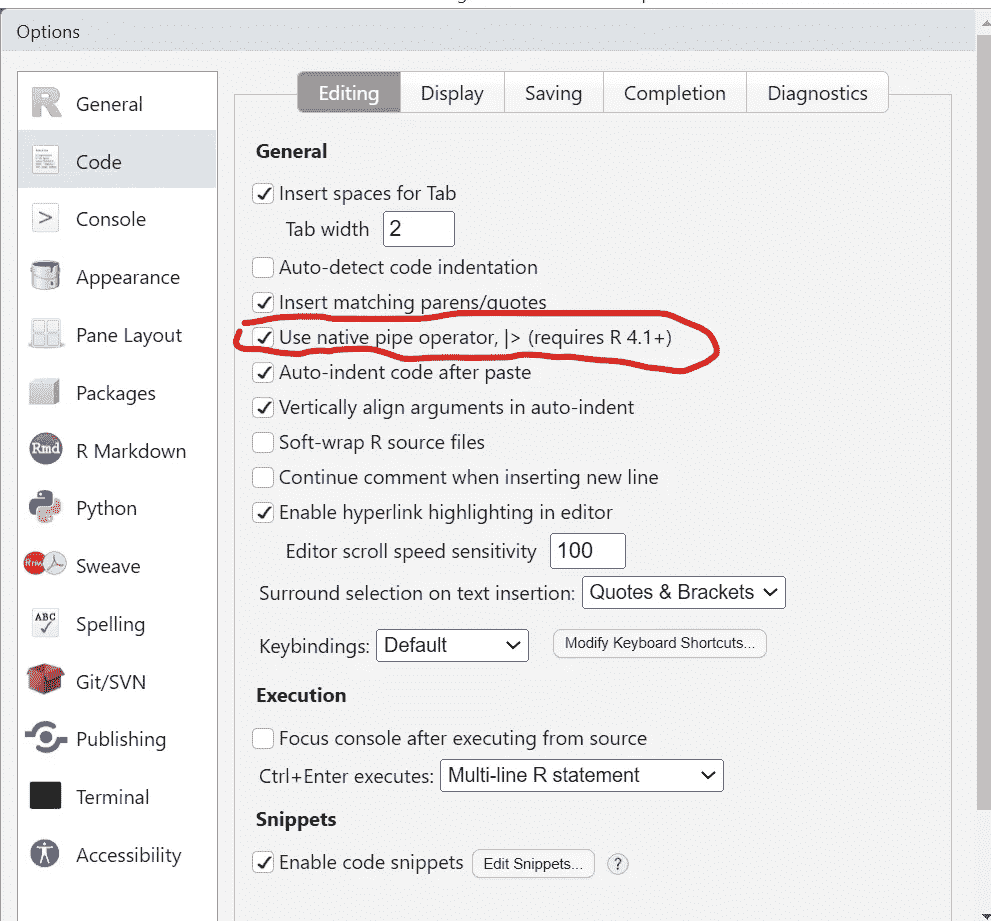 Options
General
Code
Console
Appearance
Pane Layout
Packages
Rmd R Markdown
Python
Rnw Sweave
ABC Spelling
Git/SVN
Publishing
Terminal
Accessibility
Editing Display Saving Completion Diagnostics
General
Insert spaces for Tab
Tab width 2
Auto-detect code indentation
Insert matching parens/quotes
Use native pipe operator, |> (requires R 4.1+)
Auto-indent code after paste
Vertically align arguments in auto-indent
Soft-wrap R source files
Continue comment when inserting new line
Enable hyperlink highlighting in editor
Editor scroll speed sensitivity 100
Surround selection on text insertion: Quotes & Brackets
Keybindings: Default Modify Keyboard Shortcuts...
Execution
Focus console after executing from source
Ctrl+Enter executes: Multi-line R statement
Snippets
Enable code snippets Edit Snippets... ?